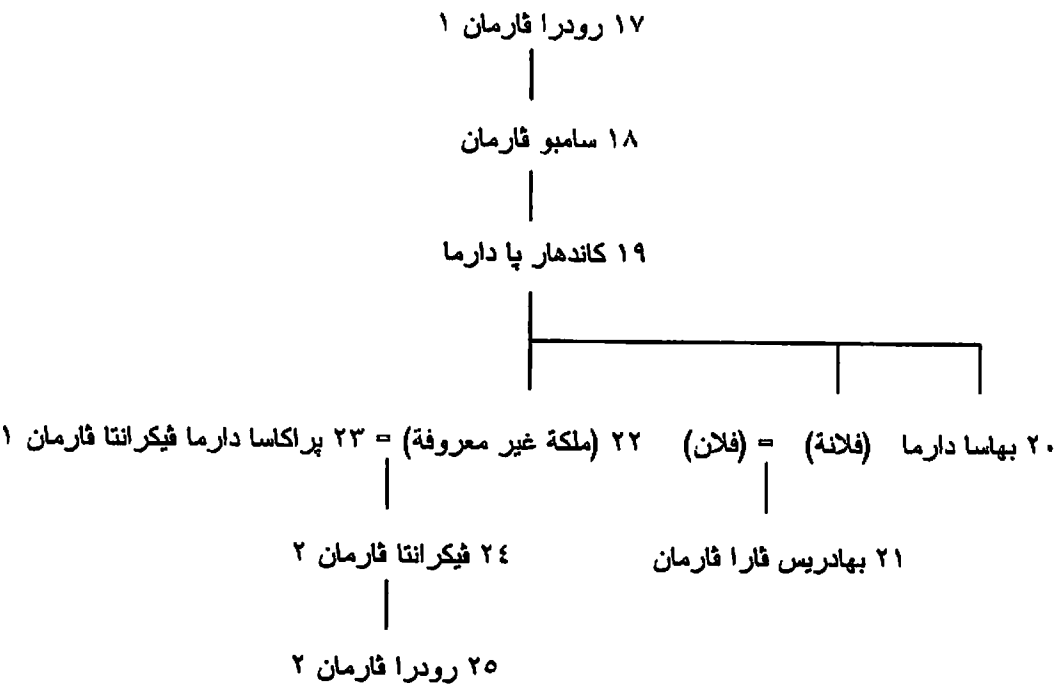 ١٧ رودرا ڤارمان ١
١٨ سامبو ڤارمان
١٩ كاندهار پا دارما
٢٠ بهاسا دارما (فلانة) = (فلان) ٢٢ (ملكة غير معروفة) = ٢٣ پراكاسا دارما ڤيكرانتا ڤارمان ١
٢١ بهادريس ڤارا ڤارمان ٢٤ ڤيكرانتا ڤارمان ٢
٢٥ رودرا ڤارمان ٢